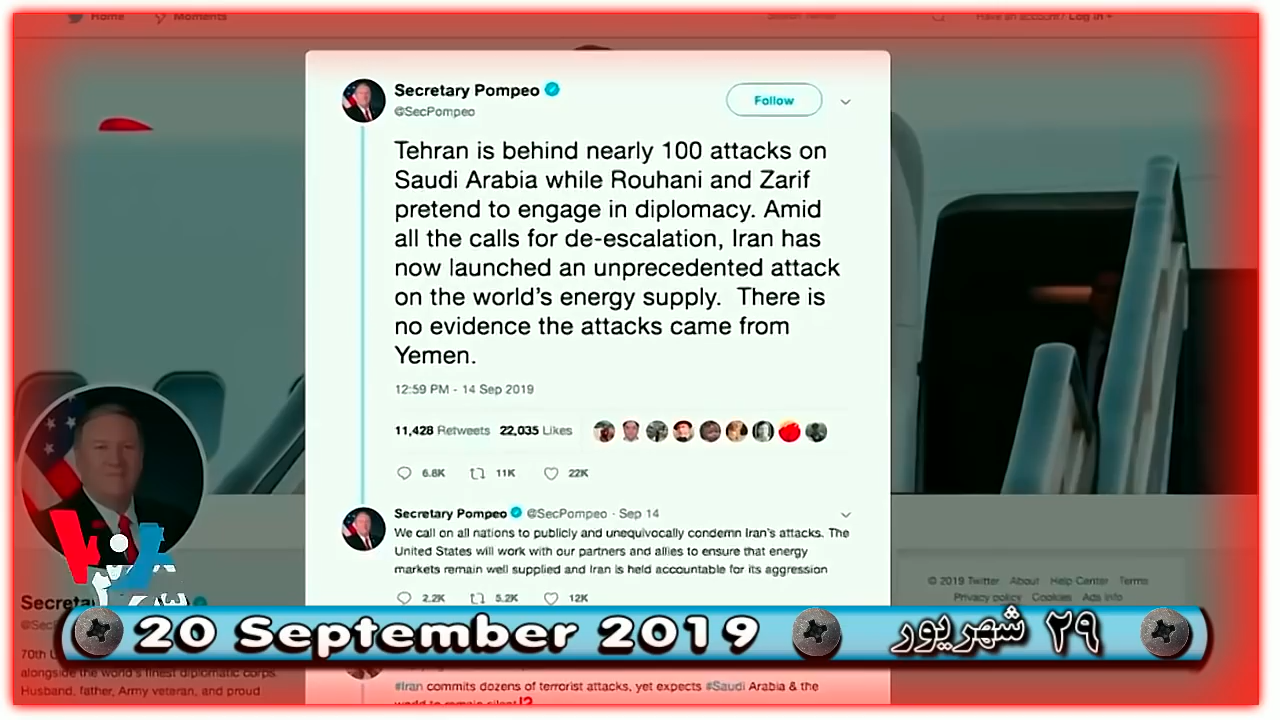 Home
Moments
Have an account? Log in
Secretary Pompeo
@SecPompeo
Follow
Tehran is behind nearly 100 attacks on
Saudi Arabia while Rouhani and Zarif
pretend to engage in diplomacy. Amid
all the calls for de-escalation, Iran has
now launched an unprecedented attack
on the world’s energy supply.  There is
no evidence the attacks came from
Yemen.
12:59 PM - 14 Sep 2019
11,428 Retweets 22,035 Likes
6.8K 11K 22K
Secretary Pompeo @SecPompeo · Sep 14
We call on all nations to publicly and unequivocally condemn Iran’s attacks. The
United States will work with our partners and allies to ensure that energy
markets remain well supplied and Iran is held accountable for its aggression
2.2K 5.2K 12K
© 2019 Twitter About Help Center Terms
Privacy policy Cookies Ads info
20 September 2019
۲۹ شهریور
70th
alongside the world's finest diplomatic corps.
Husband, father, Army veteran, and proud
#Iran commits dozens of terrorist attacks, yet expects #Saudi Arabia & the
world to remain silent!?